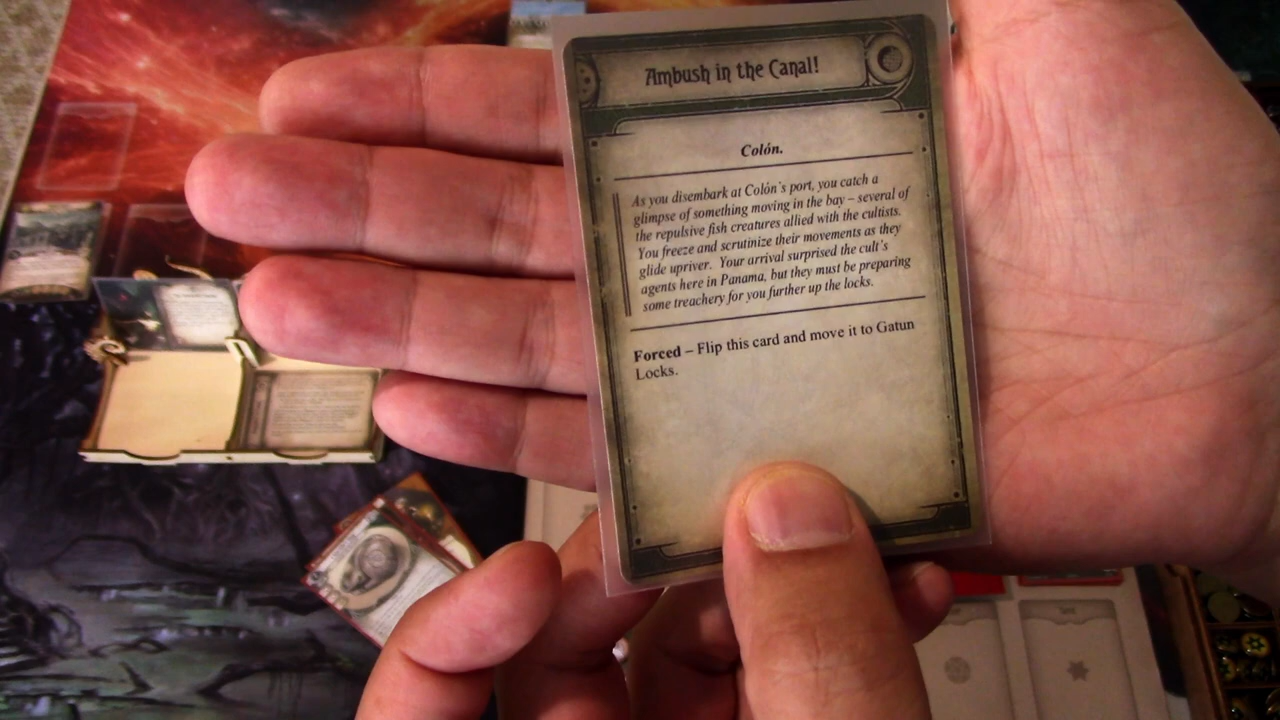 Ambush in the Canal!
Colón.
As you disembark at Colón's port, you catch a
glimpse of something moving in the bay – several of
the repulsive fish creatures allied with the cultists.
You freeze and scrutinize their movements as they
glide upriver. Your arrival surprised the cult's
agents here in Panama, but they must be preparing
some treachery for you further up the locks.
Forced – Flip this card and move it to Gatun
Locks.